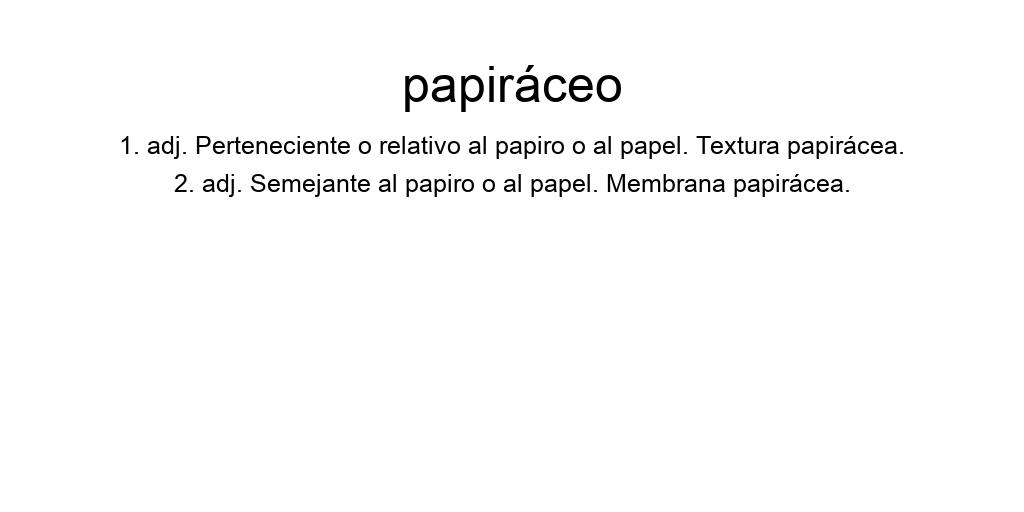 papiráceo
1. adj. Perteneciente o relativo al papiro o al papel. Textura papirácea.
2. adj. Semejante al papiro o al papel. Membrana papirácea.